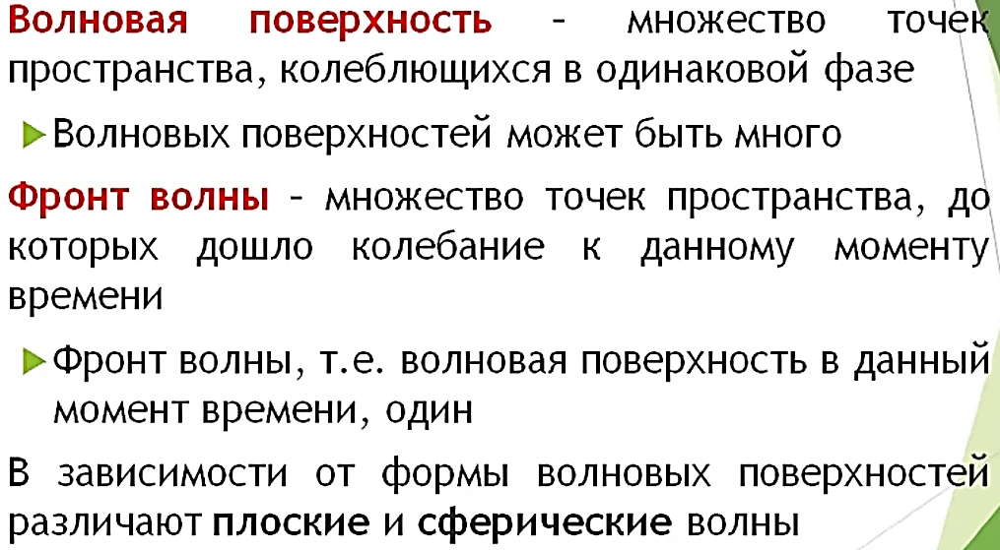 Волновая поверхность - множество точек
пространства, колеблющихся в одинаковой фазе
Волновых поверхностей может быть много
Фронт волны - множество точек пространства, до
которых дошло колебание к данному моменту
времени
Фронт волны, т.е. волновая поверхность в данный
момент времени, один
В зависимости от формы волновых поверхностей
различают плоские и сферические волны